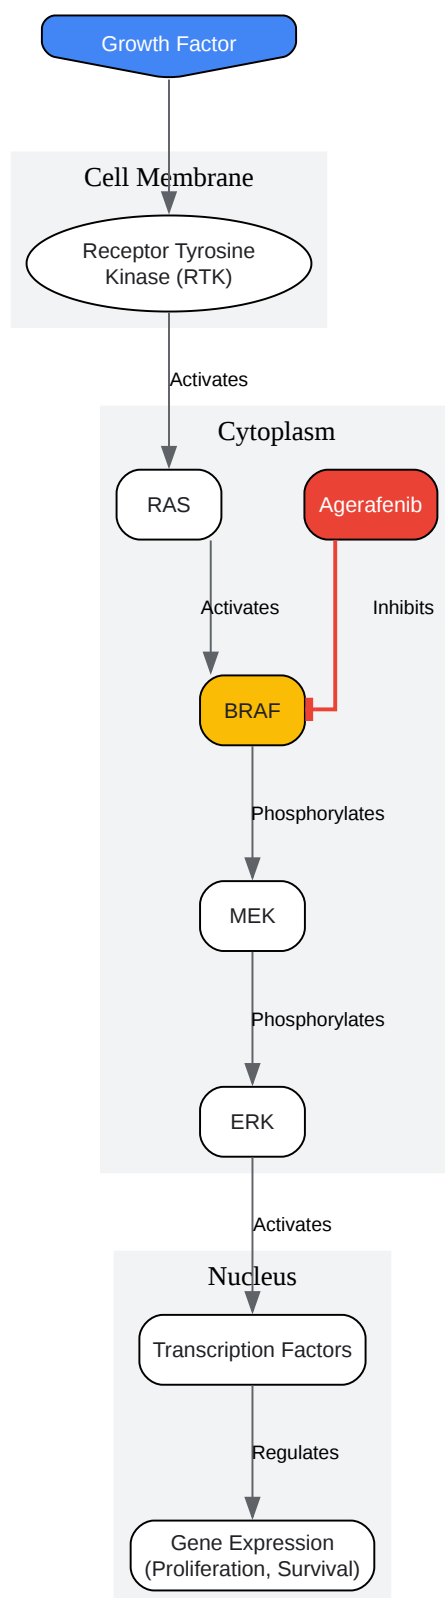 Growth Factor
Cell Membrane
Receptor Tyrosine
Kinase (RTK)
Activates
Cytoplasm
RAS
Agerafenib
Activates
Inhibits
BRAF
Phosphorylates
MEK
Phosphorylates
ERK
Activates
Nucleus
Transcription Factors
Regulates
Gene Expression
(Proliferation, Survival)